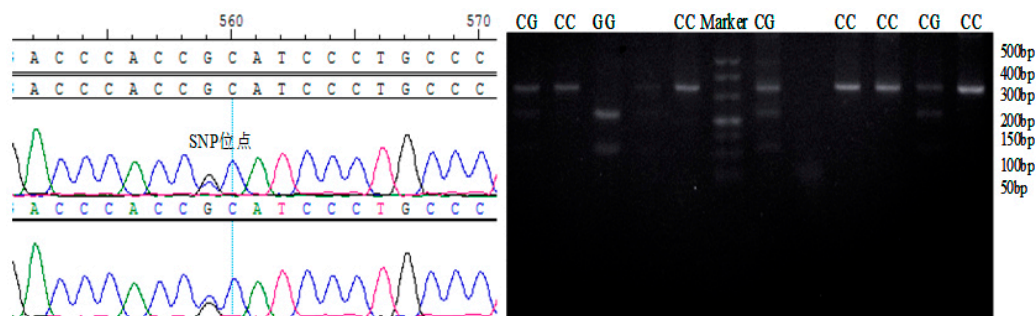 560 570
A C C C A C C G C A T C C C T G C C C
A C C C A C C G C A T C C C T G C C C
SNP位点
A C C C A C C G C A T C C C T G C C C
CG CC GG CC Marker CG CC CC CG CC
500bp
400bp
300bp
200bp
150bp
100bp
50bp